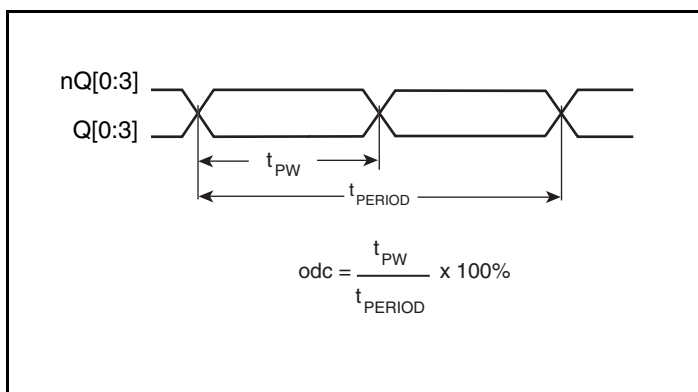 nQ[0:3]
Q[0:3]
tPW
tPERIOD
odc = tPW / tPERIOD x 100%